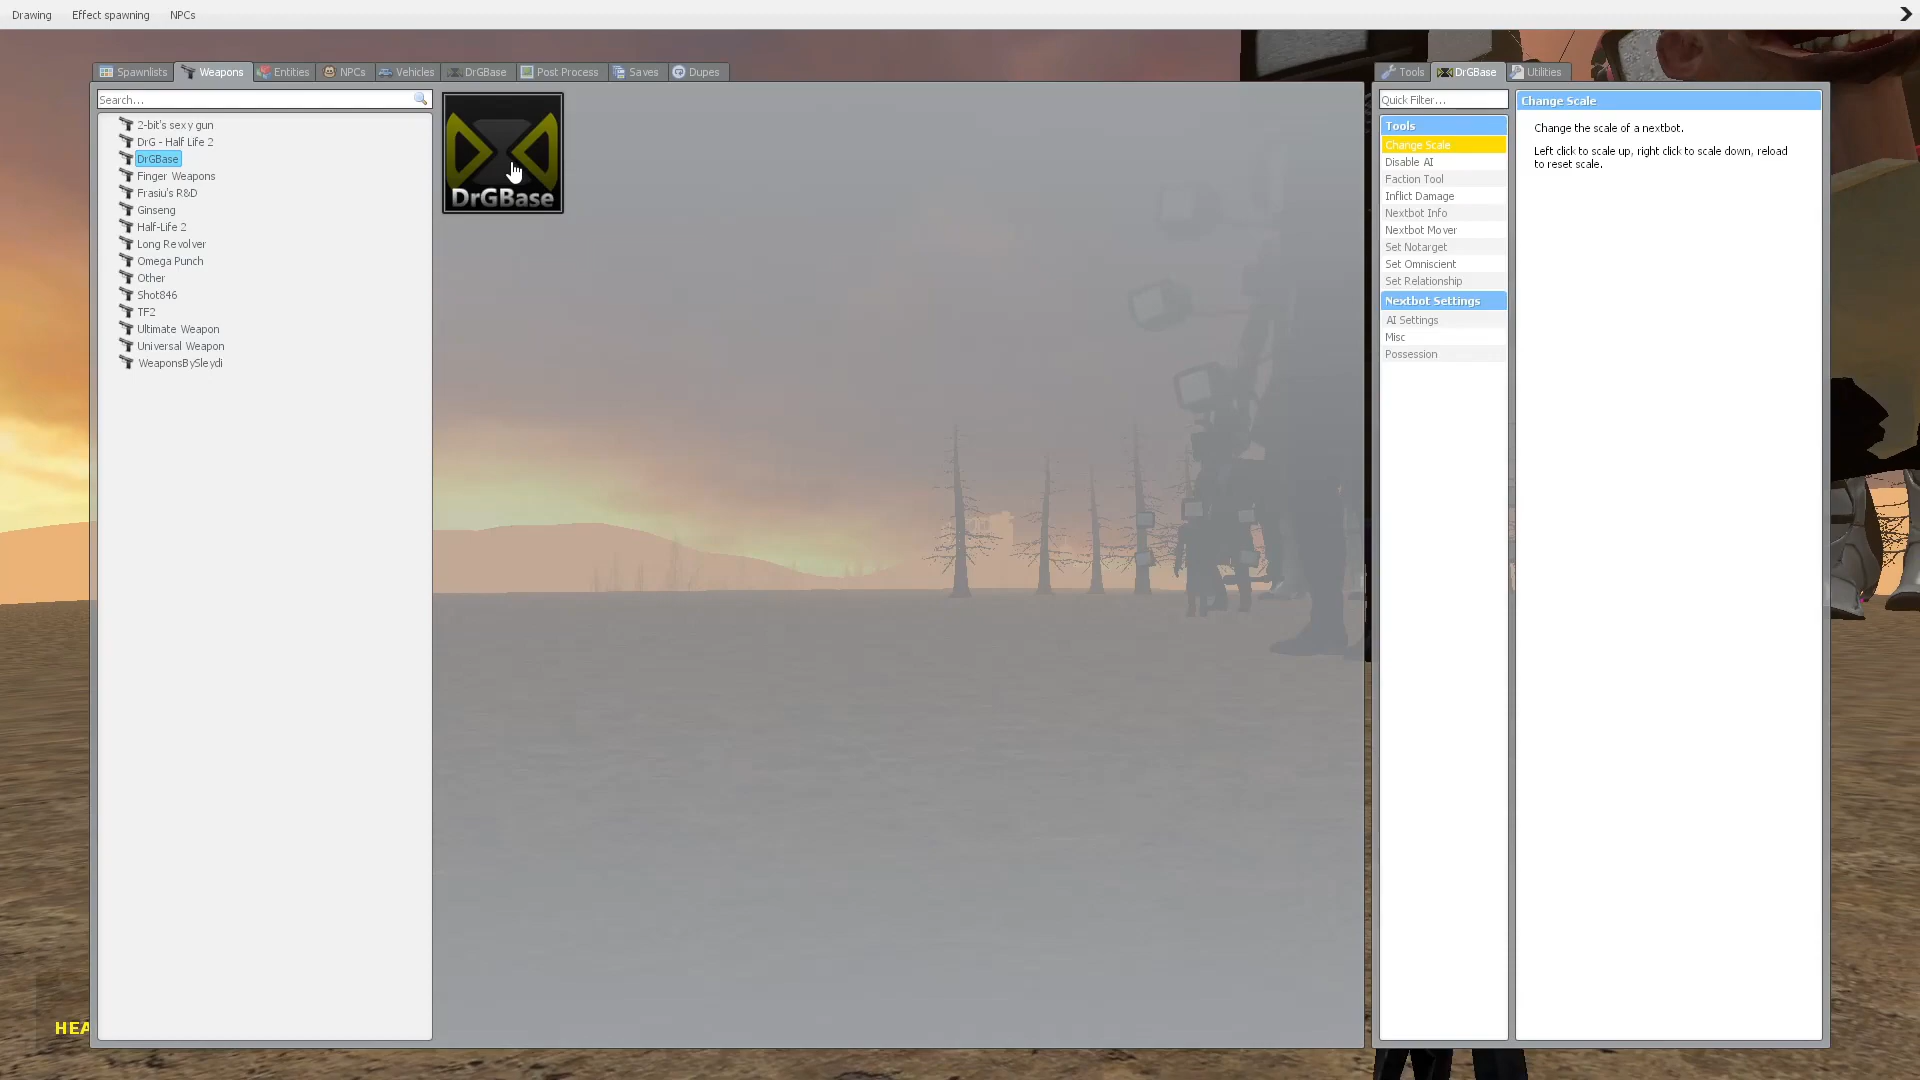 Drawing Effect spawning NPCs
Spawnlists Weapons Entities NPCs Vehicles DrGBase Post Process Saves Dupes
Search...
2-bit's sexy gun
DrG - Half Life 2
DrGBase
Finger Weapons
Frasiu's R&D
Ginseng
Half-Life 2
Long Revolver
Omega Punch
Other
Shot846
TF2
Ultimate Weapon
Universal Weapon
WeaponsBySleydi
DrGBase
Tools DrGBase Utilities
Quick Filter...
Tools
Change Scale
Disable AI
Faction Tool
Inflict Damage
Nextbot Info
Nextbot Mover
Set Notarget
Set Omniscient
Set Relationship
Nextbot Settings
AI Settings
Misc
Possession
Change Scale
Change the scale of a nextbot.
Left click to scale up, right click to scale down, reload
to reset scale.
HEA